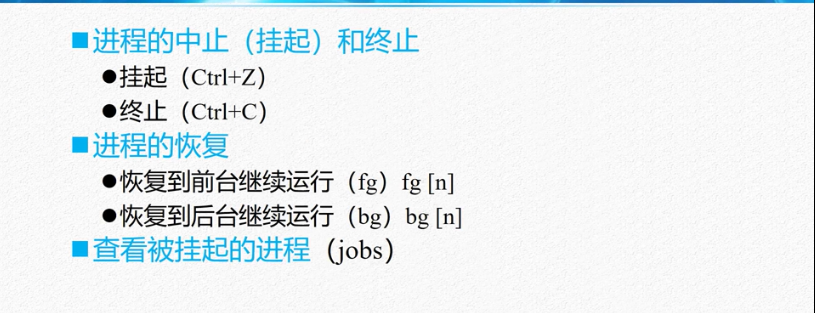 ■进程的中止（挂起）和终止
●挂起（Ctrl+Z）
●终止（Ctrl+C）
■进程的恢复
●恢复到前台继续运行（fg）fg [n]
●恢复到后台继续运行（bg）bg [n]
■查看被挂起的进程（jobs）